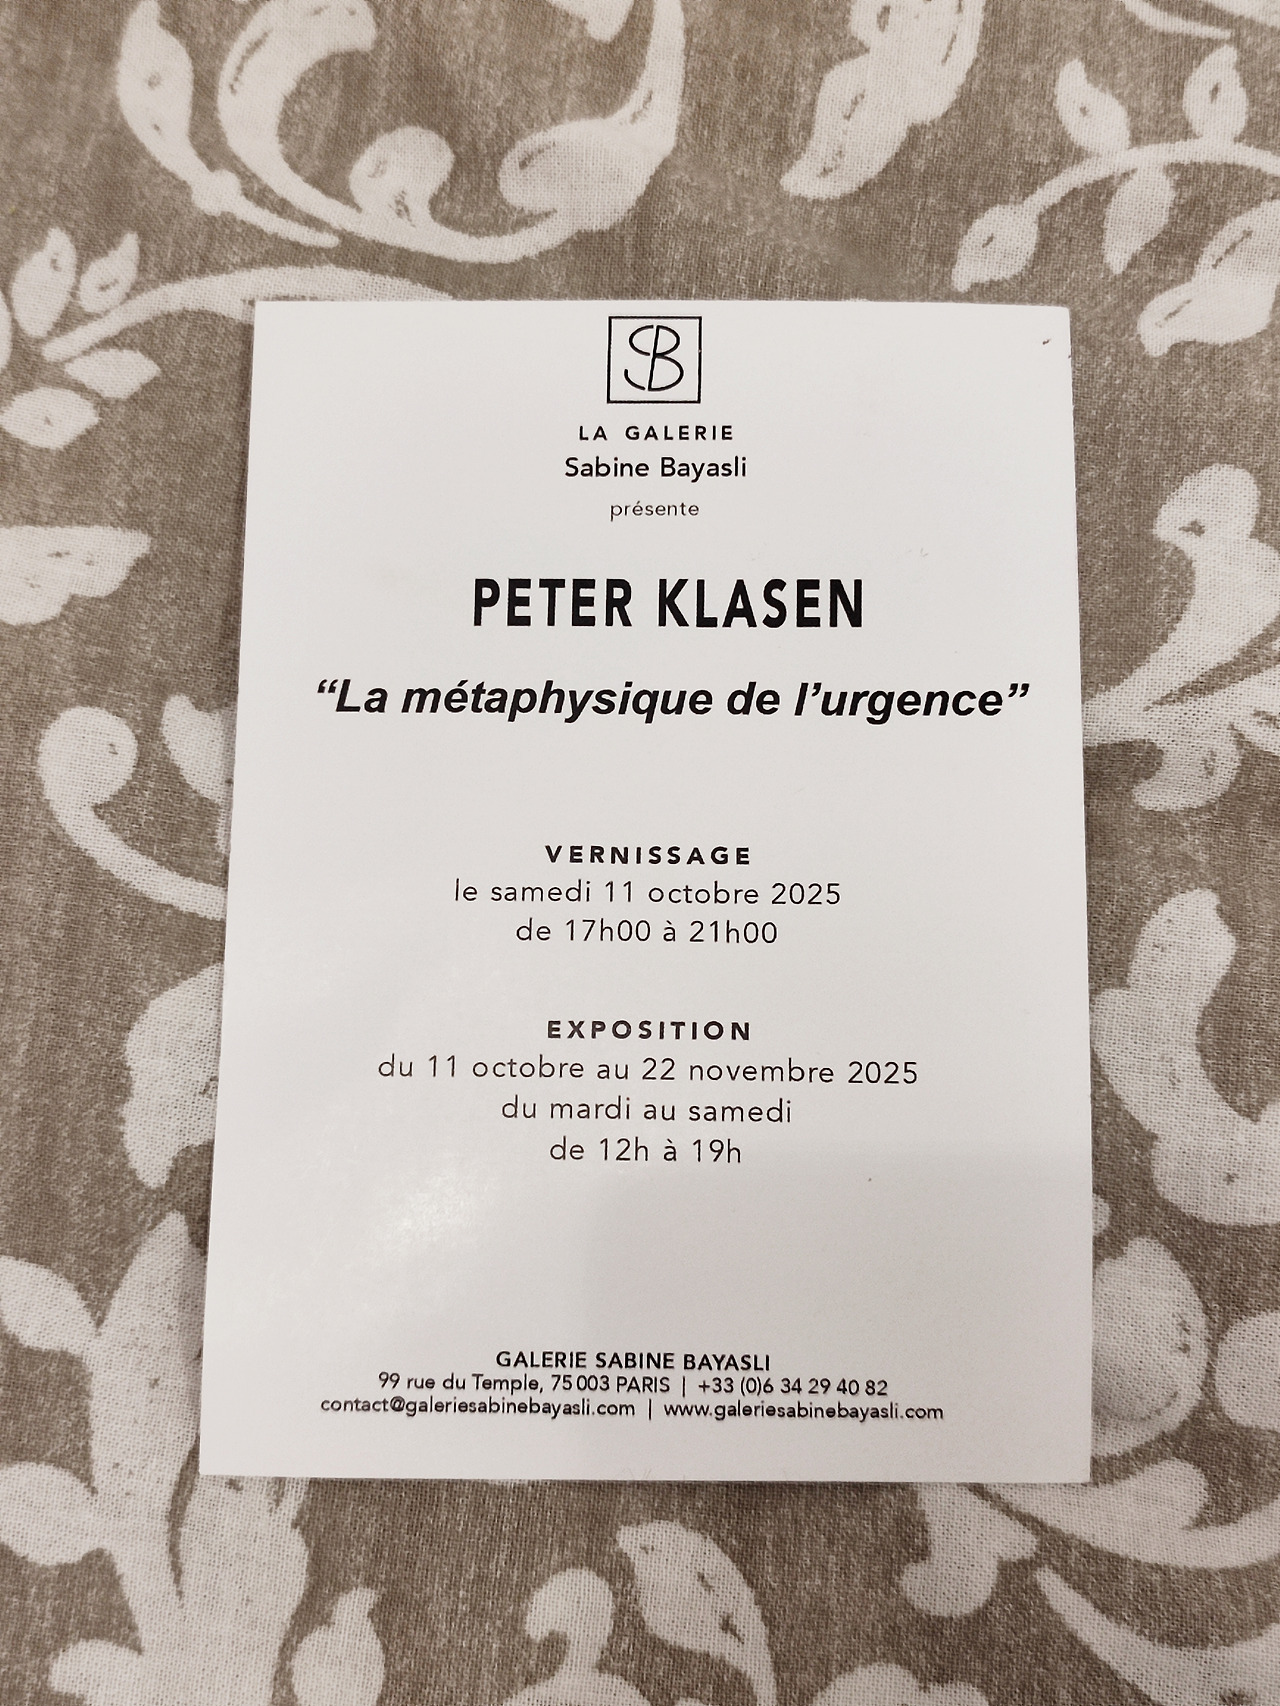 SB
LA GALERIE
Sabine Bayasli
présente
PETER KLASEN
“La métaphysique de l’urgence”
VERNISSAGE
le samedi 11 octobre 2025
de 17h00 à 21h00
EXPOSITION
du 11 octobre au 22 novembre 2025
du mardi au samedi
de 12h à 19h
GALERIE SABINE BAYASLI
99 rue du Temple, 75 003 PARIS | +33 (0)6 34 29 40 82
contact@galeriesabinebayasli.com | www.galeriesabinebayasli.com